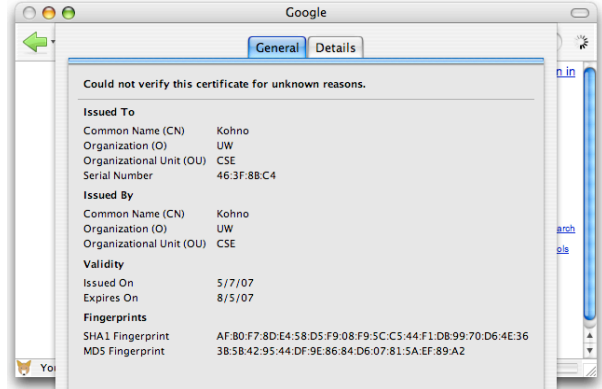 Google
General Details
n in
Could not verify this certificate for unknown reasons.
Issued To
Common Name (CN) Kohno
Organization (O) UW
Organizational Unit (OU) CSE
Serial Number 46:3F:8B:C4
Issued By
Common Name (CN) Kohno
Organization (O) UW
Organizational Unit (OU) CSE
arch
ols
Validity
Issued On 5/7/07
Expires On 8/5/07
Fingerprints
SHA1 Fingerprint AF:B0:F7:8D:E4:58:D5:F9:08:F9:5C:C5:44:F1:DB:99:70:D6:4E:36
MD5 Fingerprint 3B:5B:42:95:44:DF:9E:86:84:D6:07:81:5A:EF:89:A2
Yo